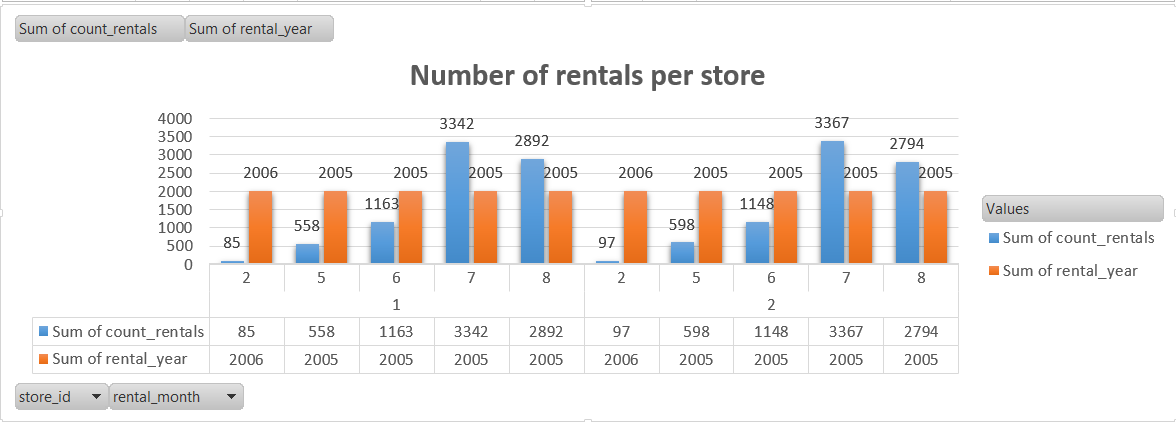 Sum of count_rentals Sum of rental_year
Number of rentals per store
4000
3500
3000
2500
2000
1500
1000
500
0
85 2006 558 2005 1163 2005 3342 2005 2892 2005 97 2006 598 2005 1148 2005 3367 2005 2794 2005
2 5 6 7 8 2 5 6 7 8
1 2
Sum of count_rentals 85 558 1163 3342 2892 97 598 1148 3367 2794
Sum of rental_year 2006 2005 2005 2005 2005 2006 2005 2005 2005 2005
Values
Sum of count_rentals
Sum of rental_year
store_id rental_month